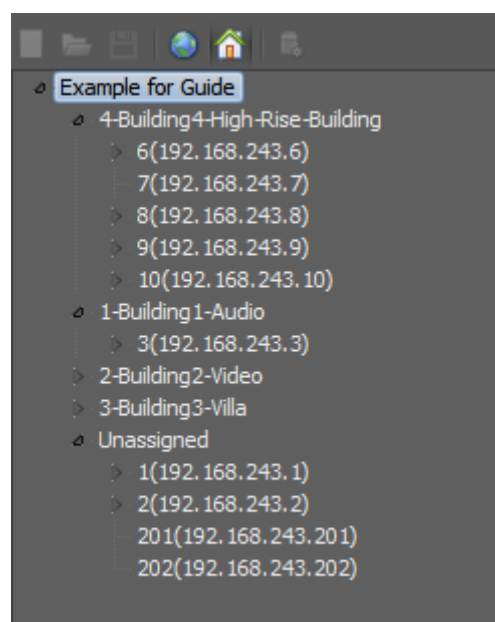 Example for Guide
4-Building4-High-Rise-Building
6(192.168.243.6)
7(192.168.243.7)
8(192.168.243.8)
9(192.168.243.9)
10(192.168.243.10)
1-Building1-Audio
3(192.168.243.3)
2-Building2-Video
3-Building3-Villa
Unassigned
1(192.168.243.1)
2(192.168.243.2)
201(192.168.243.201)
202(192.168.243.202)